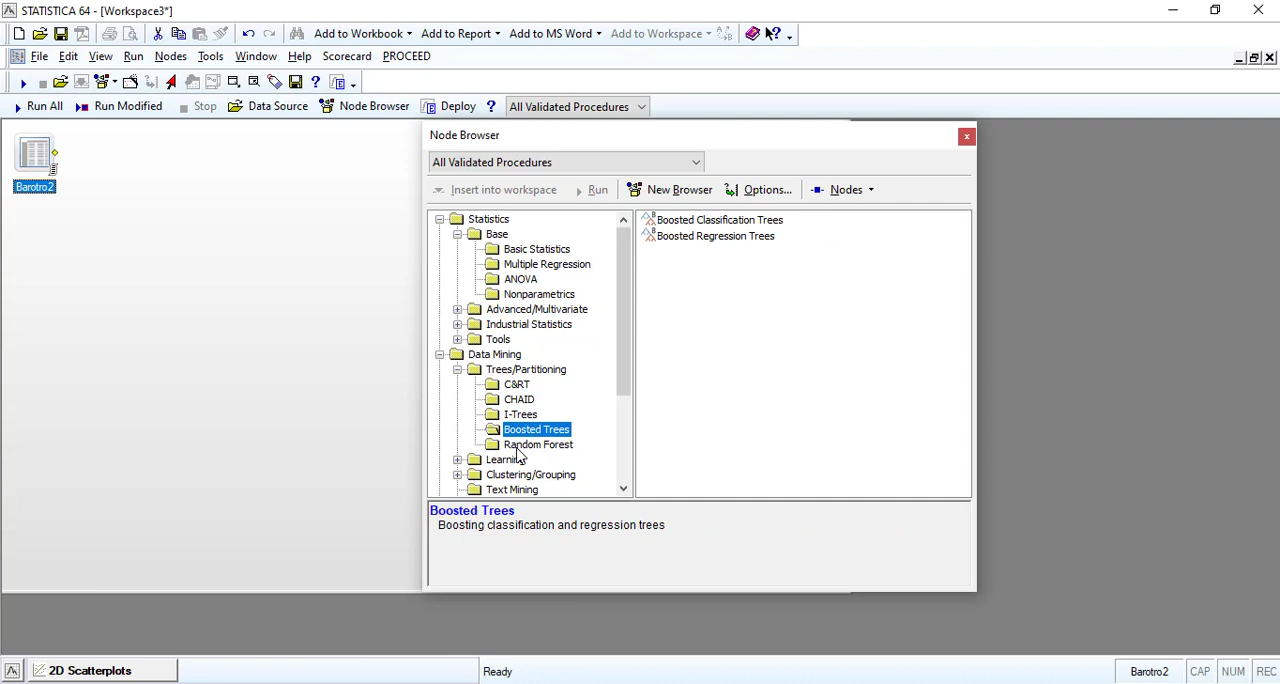 STATISTICA 64 - [Workspace3*]
Add to Workbook Add to Report Add to MS Word Add to Workspace
File Edit View Run Nodes Tools Window Help Scorecard PROCEED
Run All Run Modified Stop Data Source Node Browser Deploy ? All Validated Procedures
Barotro2
Node Browser
x
All Validated Procedures
Insert into workspace Run New Browser Options... Nodes
Statistics
Base
Basic Statistics
Multiple Regression
ANOVA
Nonparametrics
Advanced/Multivariate
Industrial Statistics
Tools
Data Mining
Trees/Partitioning
C&RT
CHAID
I-Trees
Boosted Trees
Random Forest
Learning
Clustering/Grouping
Text Mining
Boosted Classification Trees
Boosted Regression Trees
Boosted Trees
Boosting classification and regression trees
2D Scatterplots
Ready
Barotro2 CAP NUM REC